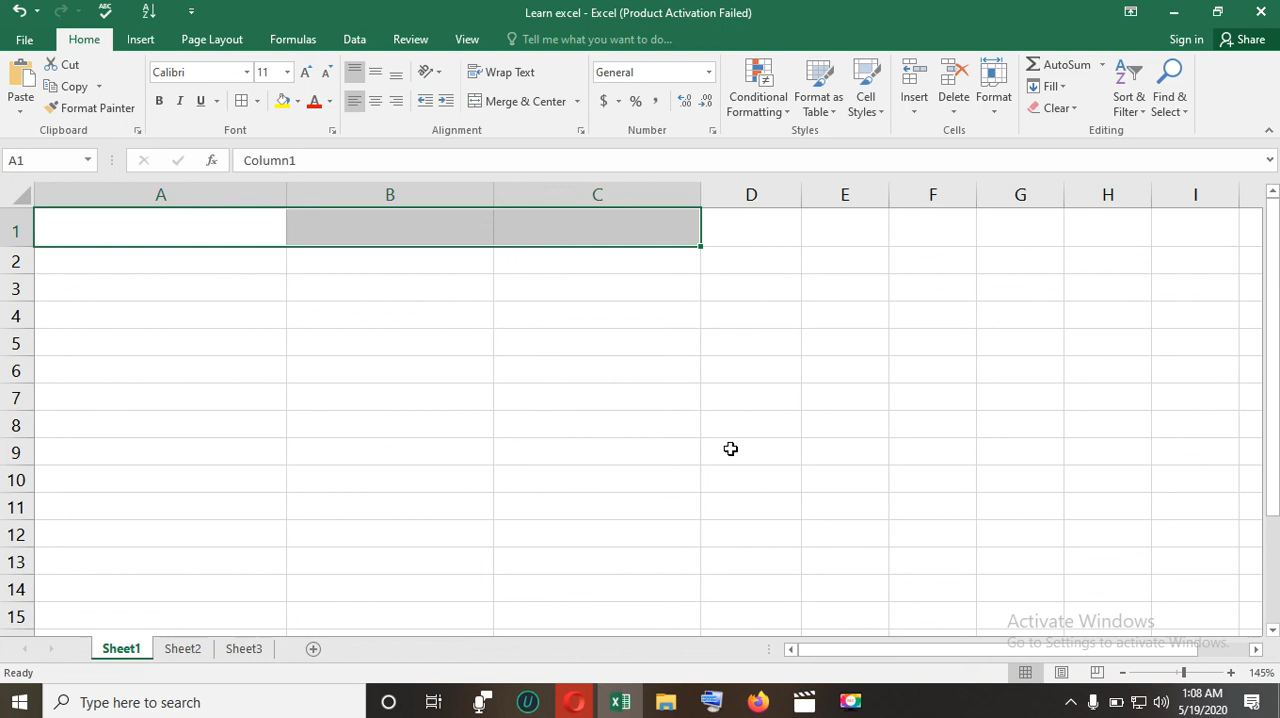 Learn excel - Excel (Product Activation Failed)
File Home Insert Page Layout Formulas Data Review View Tell me what you want to do... Sign in Share
Cut
Copy
Format Painter
Paste
Clipboard
Calibri 11
B I U A
Font
Wrap Text
Merge & Center
Alignment
General
$ % ,
Number
Conditional Formatting
Format as Table
Cell Styles
Styles
Insert Delete Format
Cells
AutoSum
Fill
Clear
Sort & Filter
Find & Select
Editing
A1 fx Column1
A B C D E F G H I
1
2
3
4
5
6
7
8
9
10
11
12
13
14
15
Activate Windows
Go to Settings to activate Windows.
Sheet1 Sheet2 Sheet3
Ready 145%
Type here to search
1:08 AM
5/19/2020